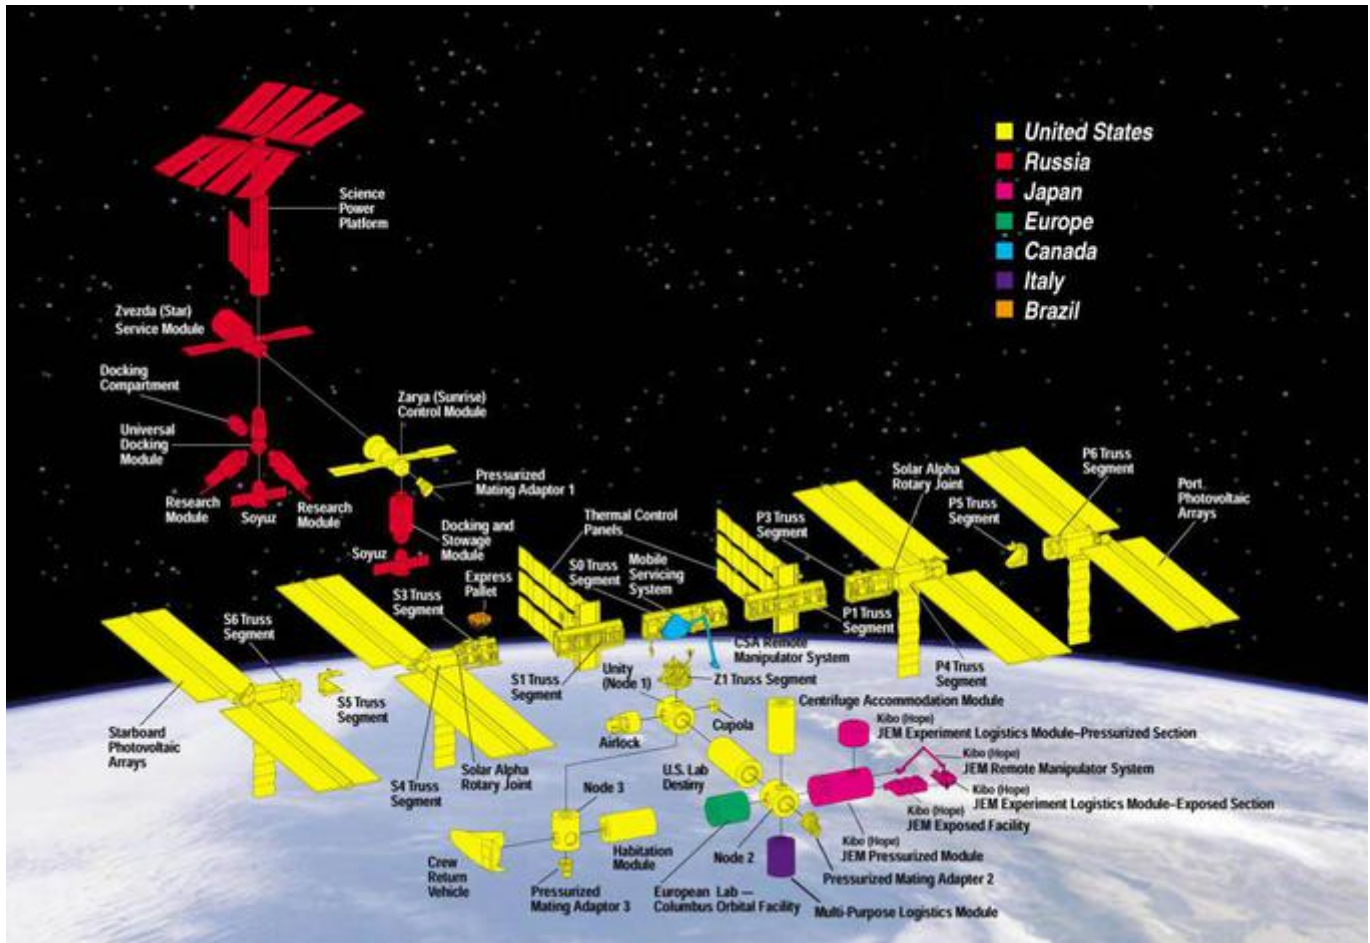 United States
Russia
Japan
Europe
Canada
Italy
Brazil
Science
Power
Platform
Zvezda (Star)
Service Module
Docking
Compartment
Universal
Docking
Module
Research
Module
Soyuz
Research
Module
Zarya (Sunrise)
Control Module
Pressurized
Mating Adaptor 1
Docking and
Stowage
Module
Soyuz
Express
Pallet
Thermal Control
Panels
S0 Truss
Segment
Mobile
Servicing
System
P3 Truss
Segment
Solar Alpha
Rotary Joint
P5 Truss
Segment
P6 Truss
Segment
Port
Photovoltaic
Arrays
S3 Truss
Segment
S6 Truss
Segment
P1 Truss
Segment
CSA Remote
Manipulator System
P4 Truss
Segment
S1 Truss
Segment
Unity
(Node 1)
Z1 Truss Segment
S5 Truss
Segment
Starboard
Photovoltaic
Arrays
S4 Truss
Segment
Solar Alpha
Rotary Joint
Airlock
Cupola
Centrifuge Accommodation Module
Kibo (Hope)
JEM Experiment Logistics Module–Pressurized Section
Kibo (Hope)
JEM Remote Manipulator System
Kibo (Hope)
JEM Experiment Logistics Module–Exposed Section
Kibo (Hope)
JEM Exposed Facility
Kibo (Hope)
JEM Pressurized Module
U.S. Lab
Destiny
Node 3
Habitation
Module
Crew
Return
Vehicle
Pressurized
Mating Adaptor 3
Node 2
European Lab —
Columbus Orbital Facility
Pressurized Mating Adapter 2
Multi-Purpose Logistics Module